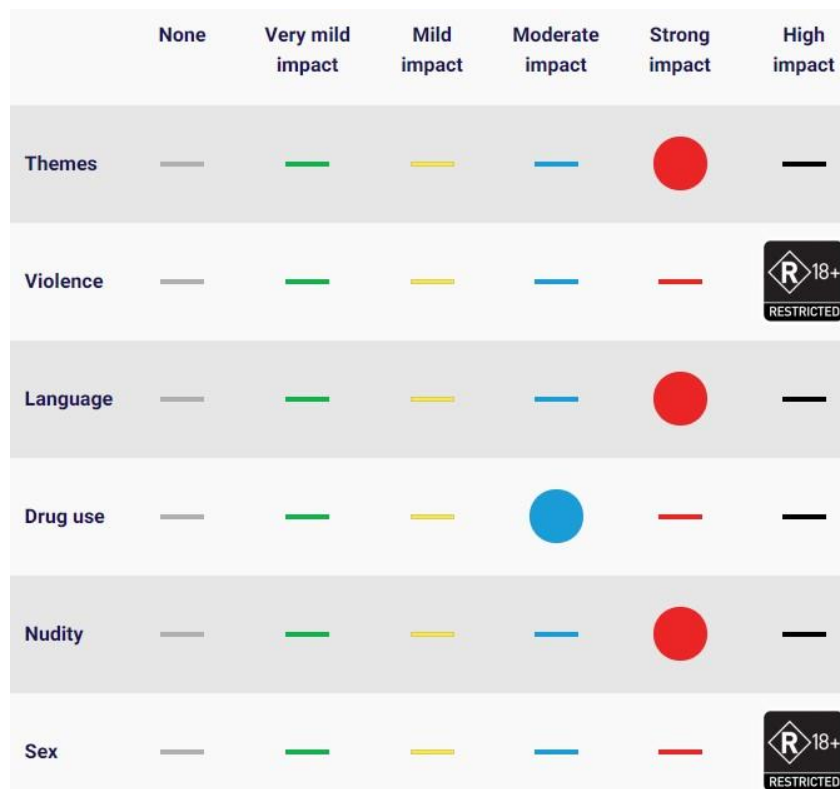 None
Very mild
impact
Mild
impact
Moderate
impact
Strong
impact
High
impact
Themes
Violence
R 18+
RESTRICTED
Language
Drug use
Nudity
Sex
R 18+
RESTRICTED